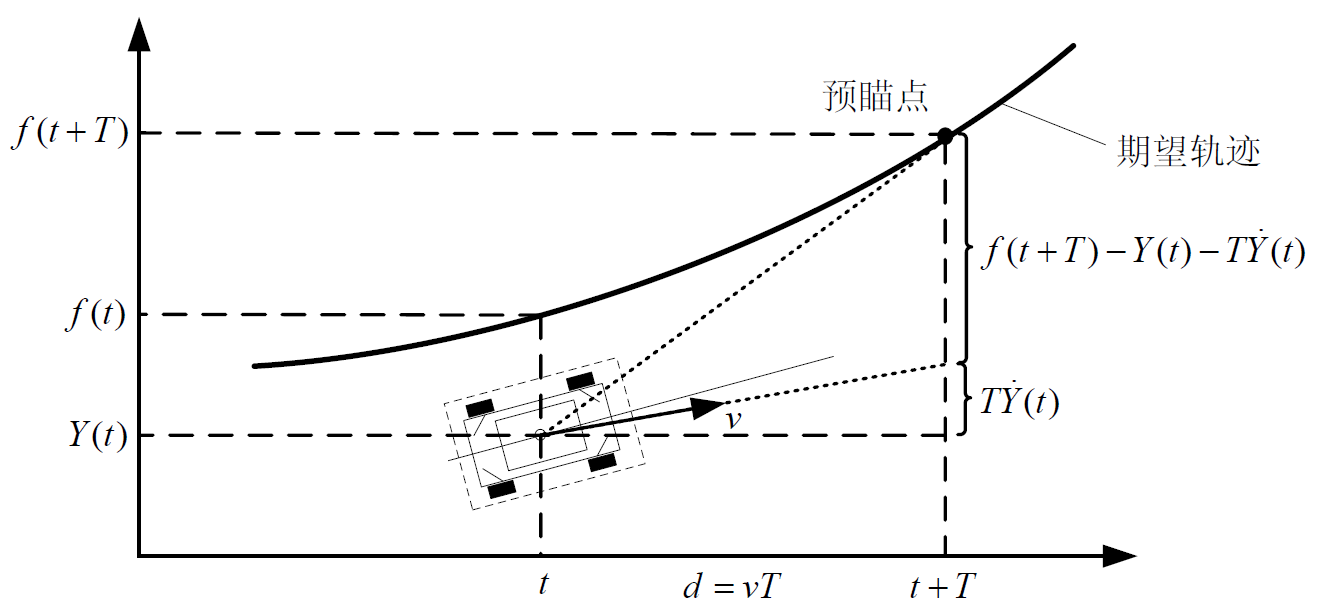 预瞄点
f(t+T)
期望轨迹
f(t+T)−Y(t)−TẎ(t)
f(t)
TẎ(t)
v
Y(t)
t
d=vT
t+T